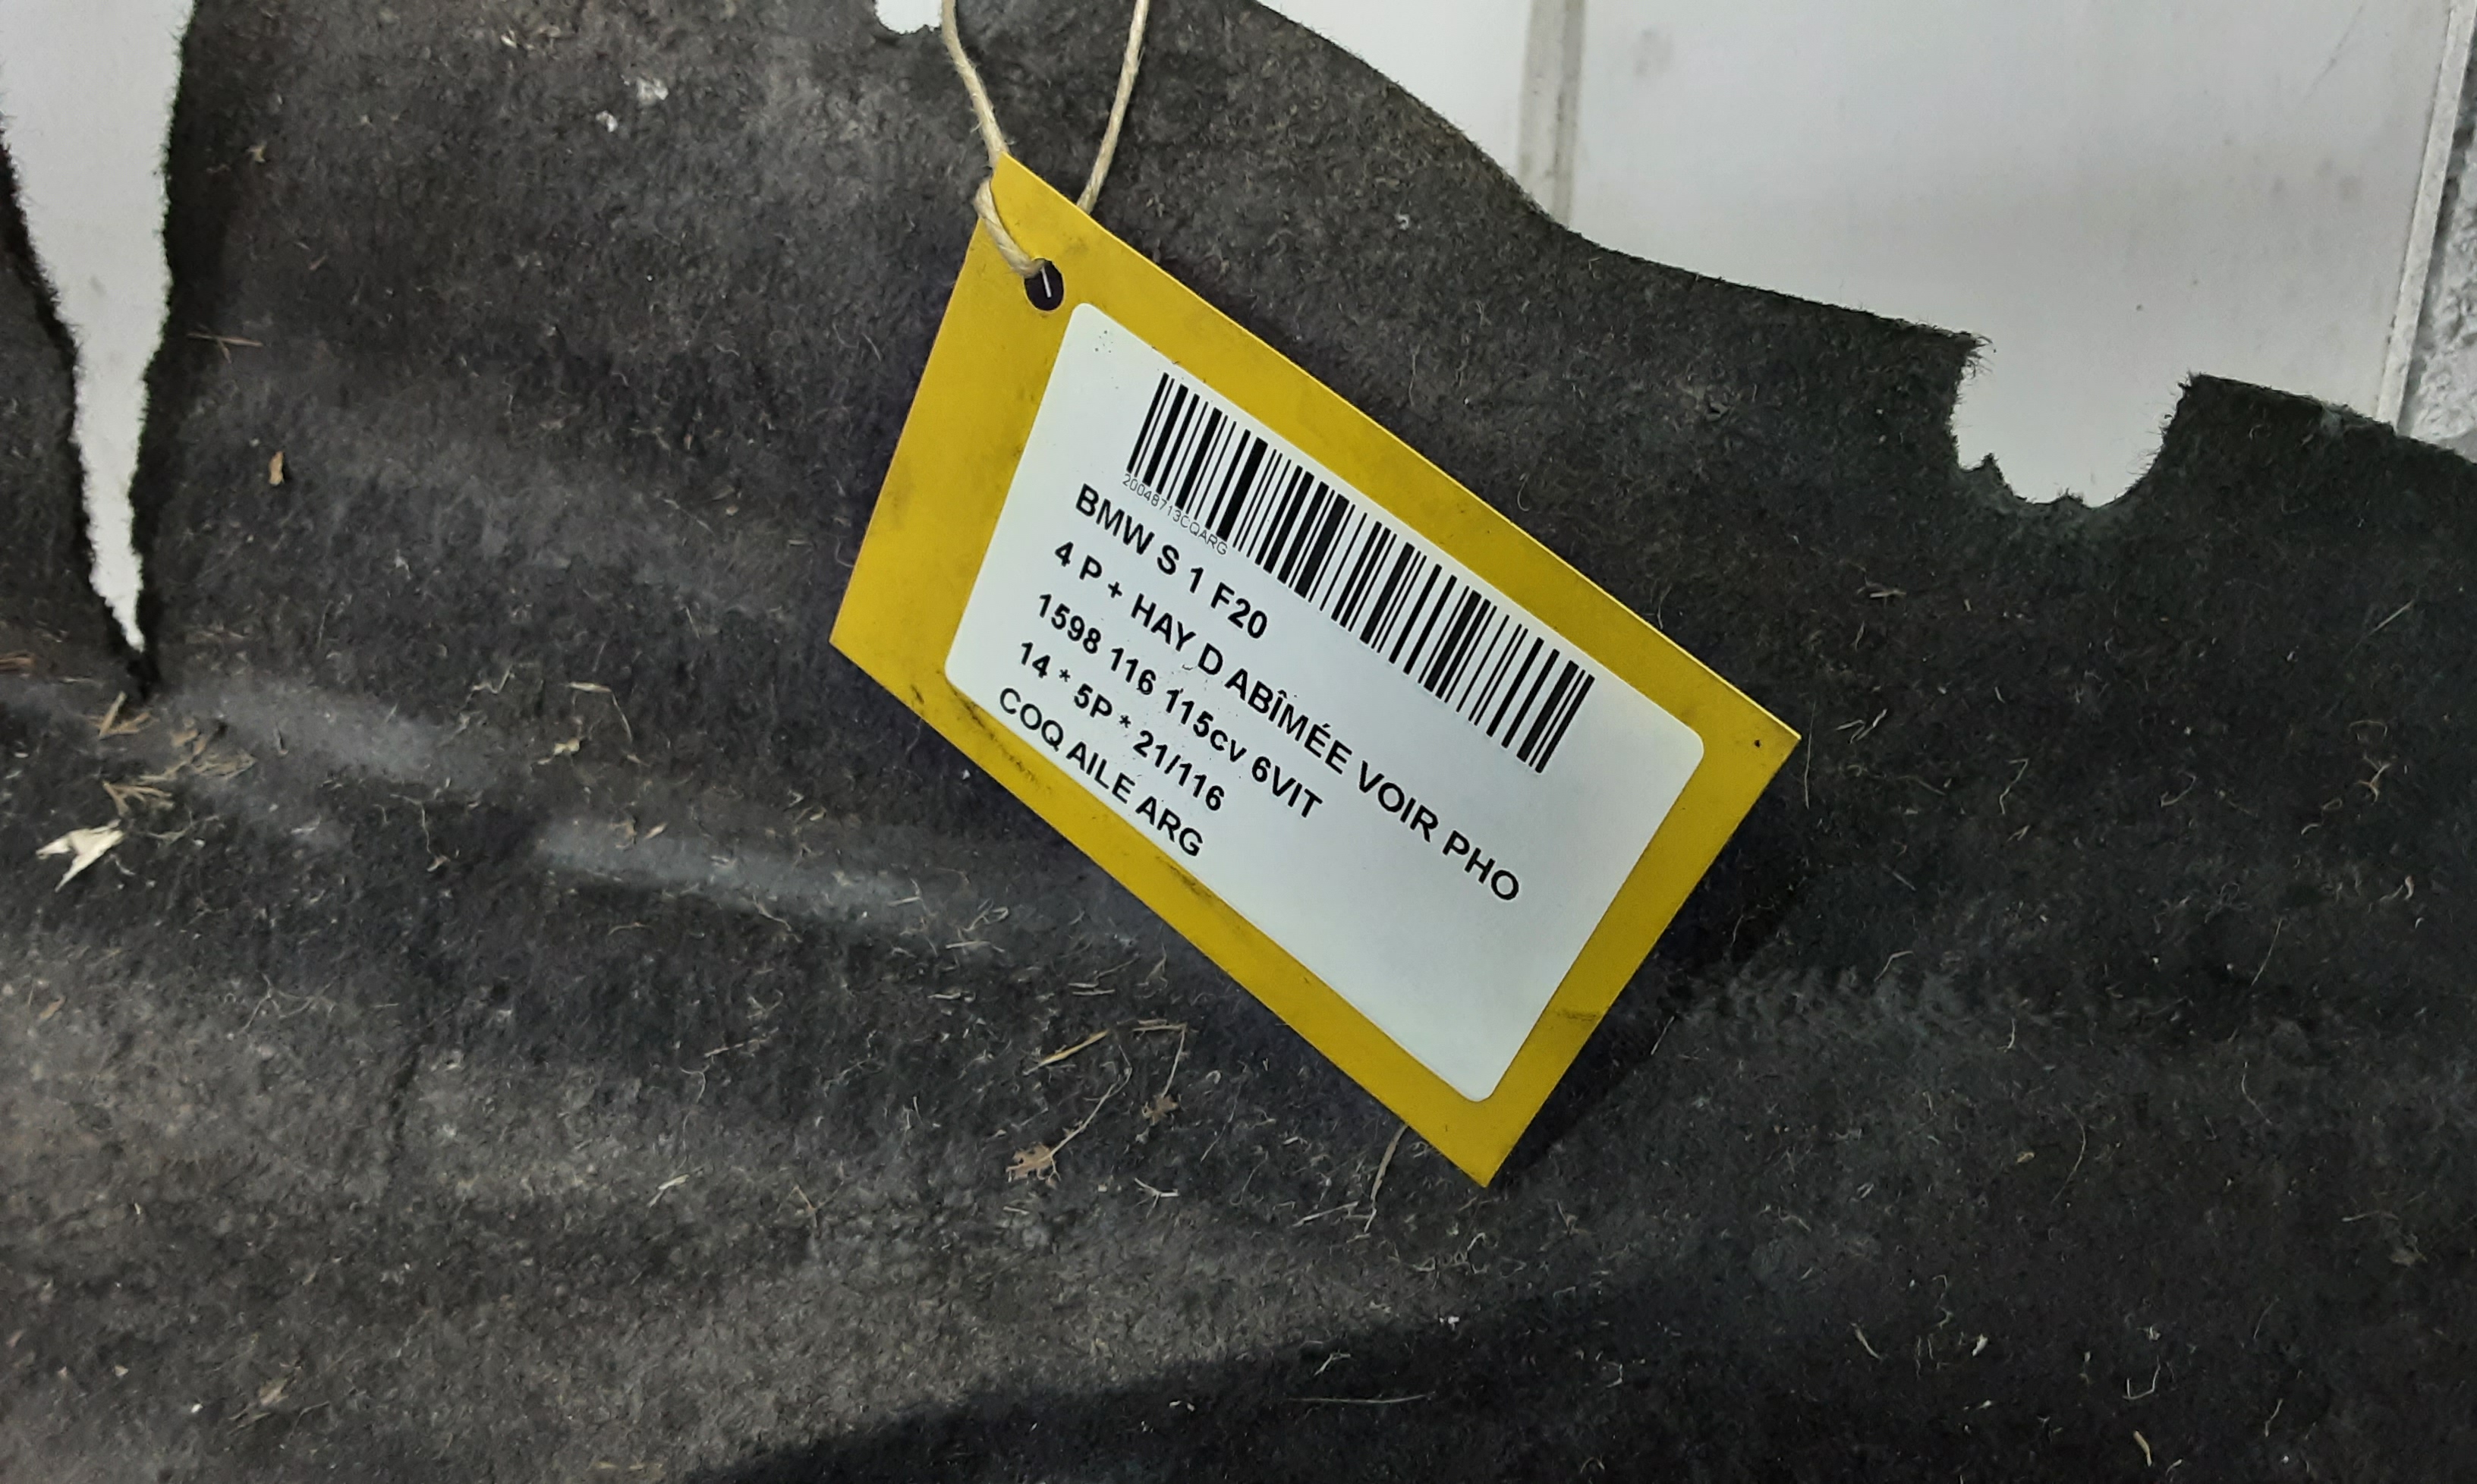 20048713CQARG
BMW S 1 F20
4 P + HAY D ABÎMÉE VOIR PHO
1598 116 115cv 6VIT
14 * 5P * 21/116
COQ AILE ARG